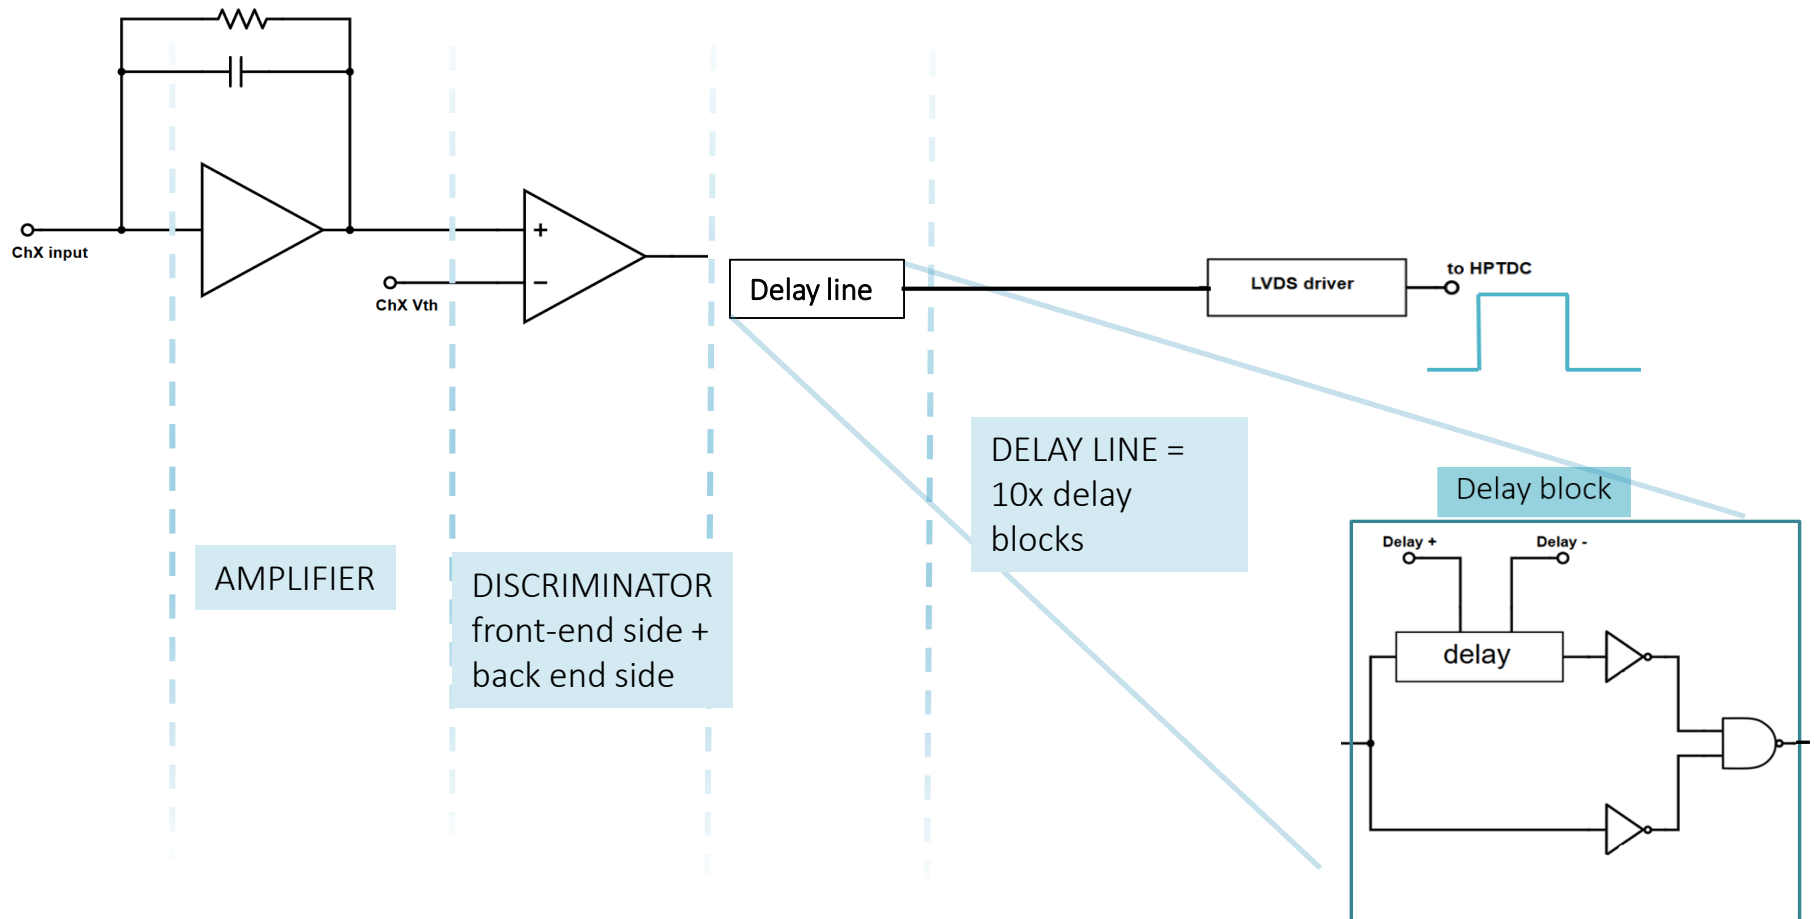 ChX input
ChX Vth
+
−
Delay line
LVDS driver
to HPTDC
AMPLIFIER
DISCRIMINATOR
front-end side +
back end side
DELAY LINE =
10x delay
blocks
Delay block
Delay +
Delay -
delay